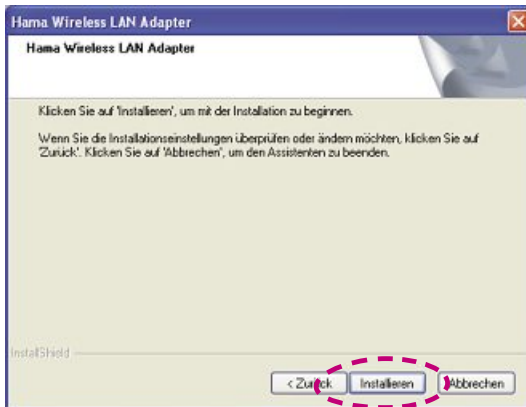 Hama Wireless LAN Adapter
Hama Wireless LAN Adapter
Klicken Sie auf 'Installieren', um mit der Installation zu beginnen.
Wenn Sie die Installationseinstellungen überprüfen oder ändern möchten, klicken Sie auf
'Zurück'. Klicken Sie auf 'Abbrechen', um den Assistenten zu beenden.
InstallShield
< Zurück Installieren Abbrechen